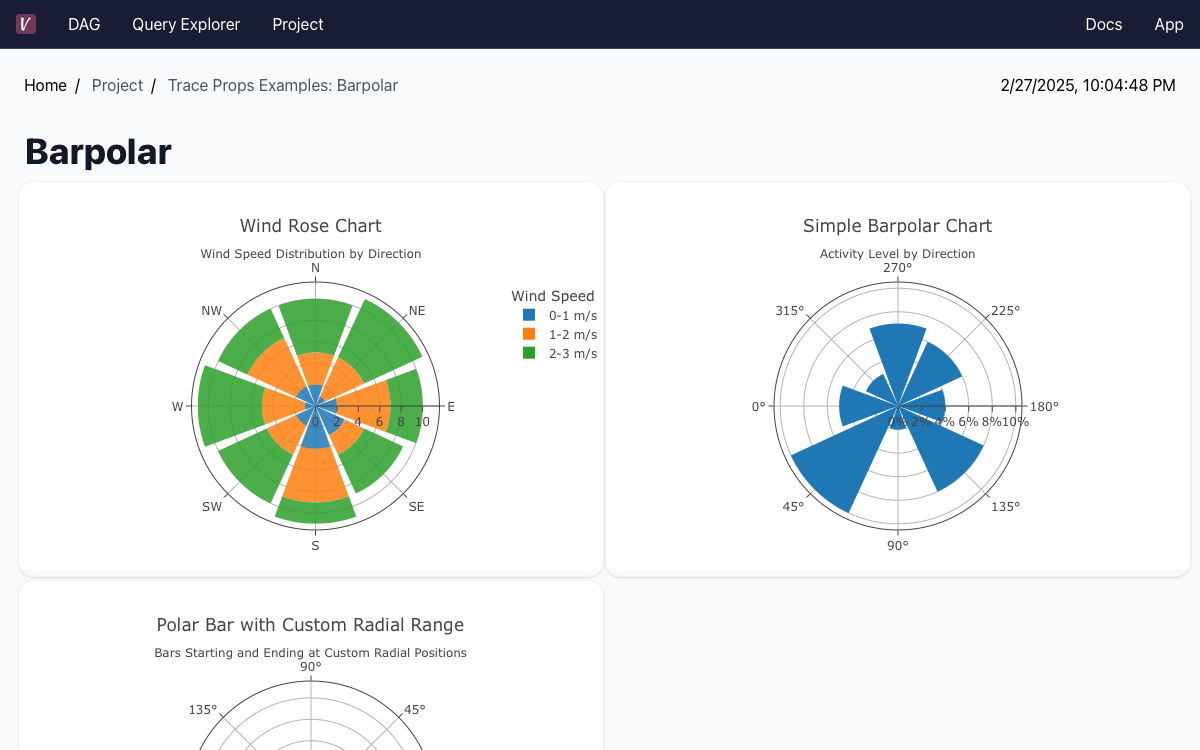 V DAG Query Explorer Project Docs App
Home / Project / Trace Props Examples: Barpolar 2/27/2025, 10:04:48 PM
Barpolar
Wind Rose Chart
Wind Speed Distribution by Direction
N
NW NE
W E
0 2 4 6 8 10
SW SE
S
Wind Speed
0-1 m/s
1-2 m/s
2-3 m/s
Simple Barpolar Chart
Activity Level by Direction
270°
315° 225°
0° 180°
0% 2% 4% 6% 8% 10%
45° 135°
90°
Polar Bar with Custom Radial Range
Bars Starting and Ending at Custom Radial Positions
90°
135° 45°